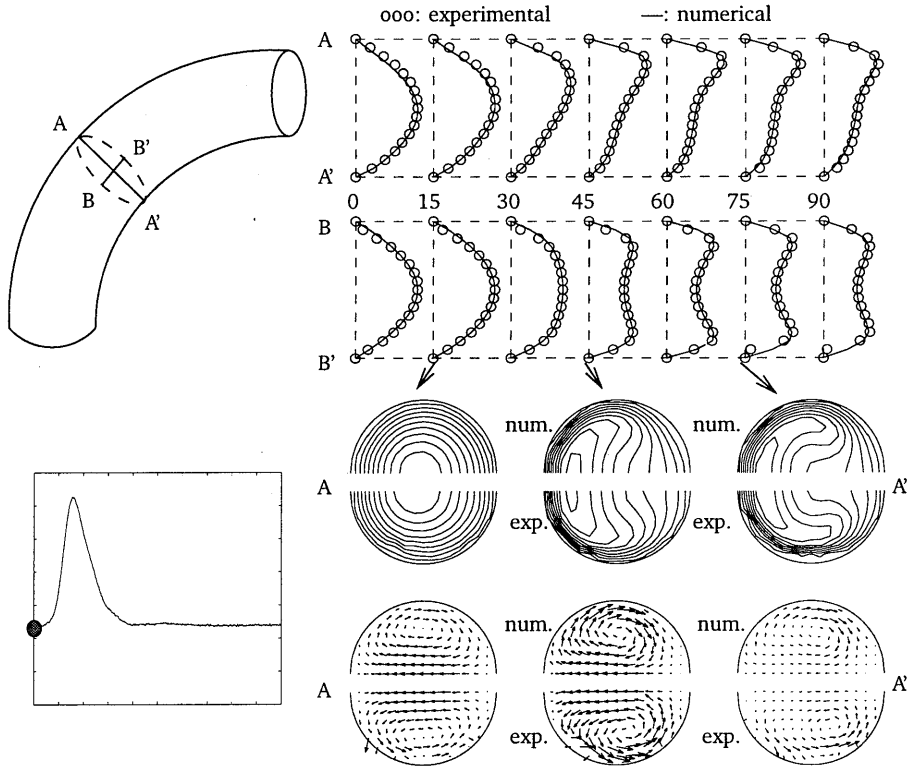 ooo: experimental —: numerical
A
A'
0 15 30 45 60 75 90
B
B'
A
B'
B
A'
num. num.
A A'
exp. exp.
num. num.
A A'
exp. exp.